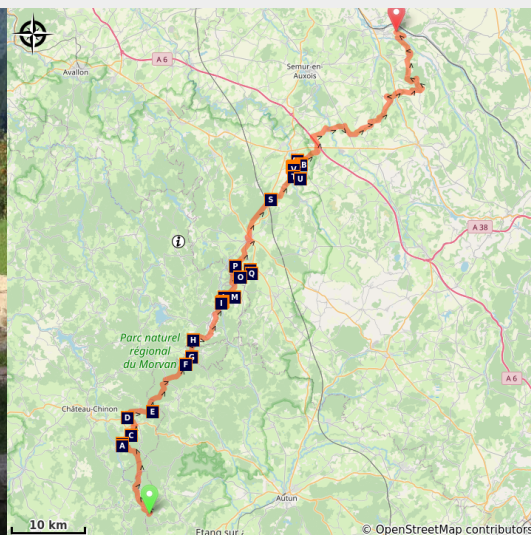 Avallon
A 6
Semur-en-
Auxois
V B
T U
S
A 38
i
P
O Q
I M
Parc naturel
régional
du Morvan
H
G
F
A 6
Château-Chinon
E
D
C
A
Autun
10 km
Étang sur
© OpenStreetMap contributors